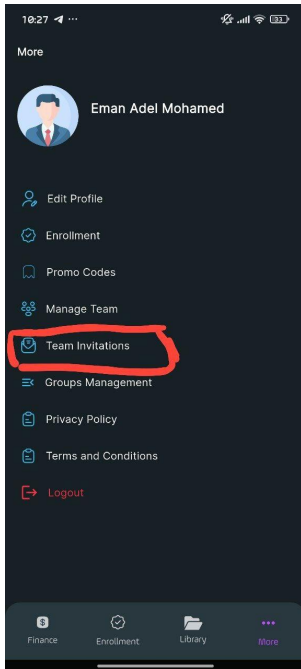 10:27
33
More
Eman Adel Mohamed
Edit Profile
Enrollment
Promo Codes
Manage Team
Team Invitations
Groups Management
Privacy Policy
Terms and Conditions
Logout
Finance Enrollment Library More